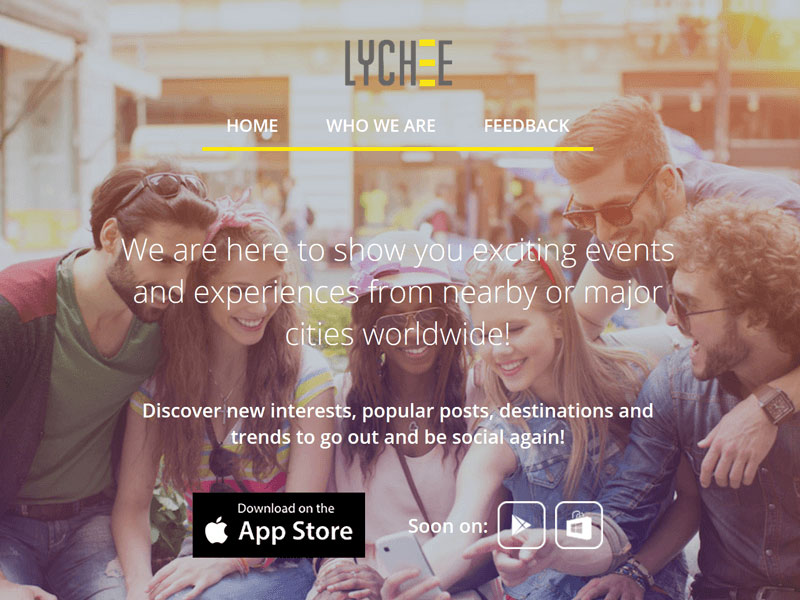 LYCHEE
HOME WHO WE ARE FEEDBACK
We are here to show you exciting events
and experiences from nearby or major
cities worldwide!
Discover new interests, popular posts, destinations and
trends to go out and be social again!
Download on the
App Store
Soon on: